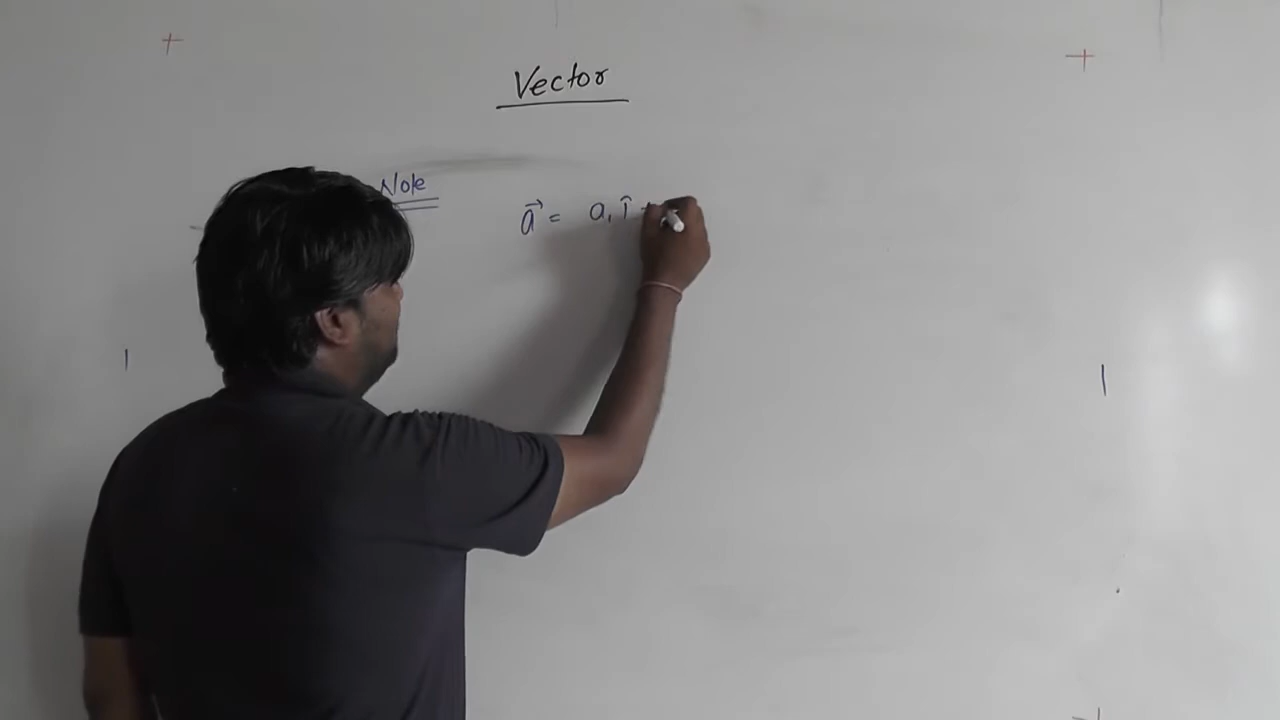 Vector
Note
a⃗ = a₁ î +